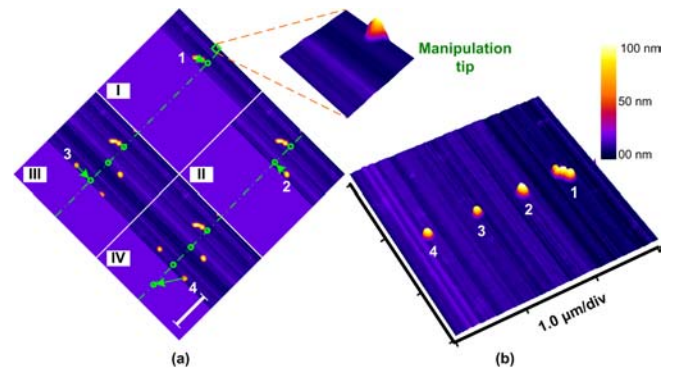 1
I
Manipulation
tip
100 nm
50 nm
00 nm
3
III
II
2
IV
4
1
2
3
4
1.0 µm/div
(a)
(b)